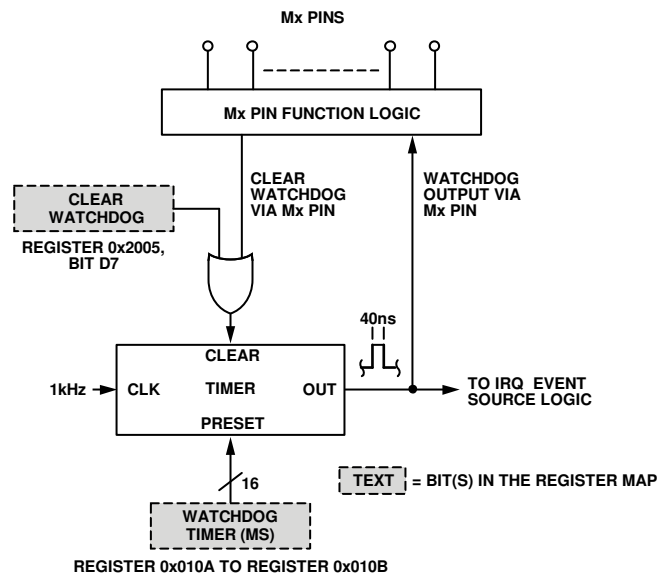 Mx PINS
Mx PIN FUNCTION LOGIC
CLEAR
WATCHDOG
VIA Mx PIN
WATCHDOG
OUTPUT VIA
Mx PIN
CLEAR
WATCHDOG
REGISTER 0x2005,
BIT D7
40ns
CLEAR
1kHz
CLK
TIMER
OUT
PRESET
TO IRQ EVENT
SOURCE LOGIC
16
WATCHDOG
TIMER (MS)
TEXT = BIT(S) IN THE REGISTER MAP
REGISTER 0x010A TO REGISTER 0x010B